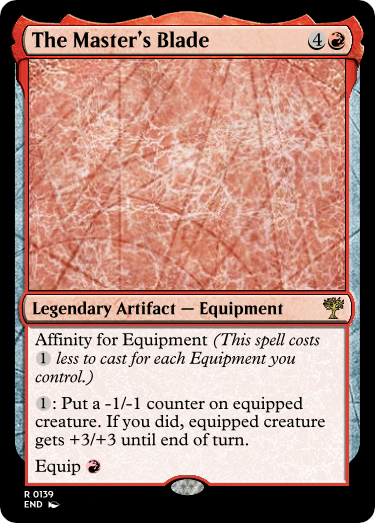 The Master's Blade 4
Legendary Artifact — Equipment
Affinity for Equipment (This spell costs
1 less to cast for each Equipment you
control.)
1: Put a -1/-1 counter on equipped
creature. If you did, equipped creature
gets +3/+3 until end of turn.
Equip
R 0139
END